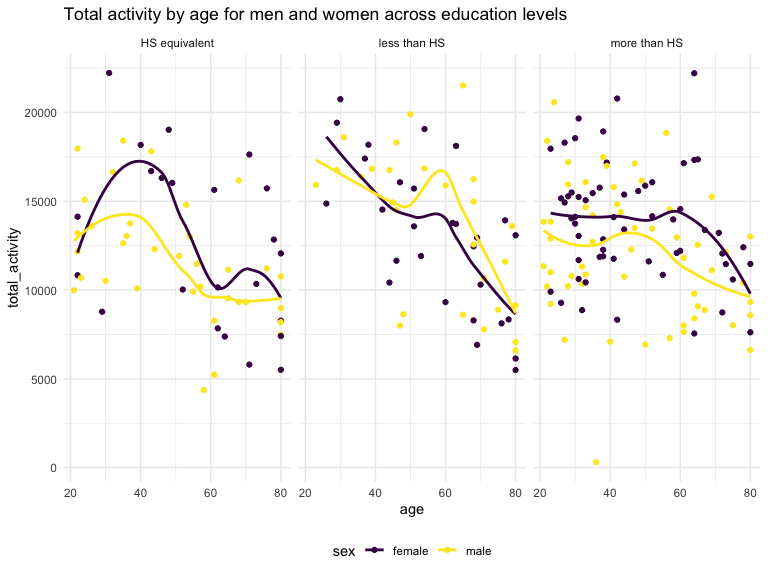 Total activity by age for men and women across education levels
HS equivalent
less than HS
more than HS
total_activity
20000
15000
10000
5000
0
20 40 60 80
20 40 60 80
20 40 60 80
age
sex female male